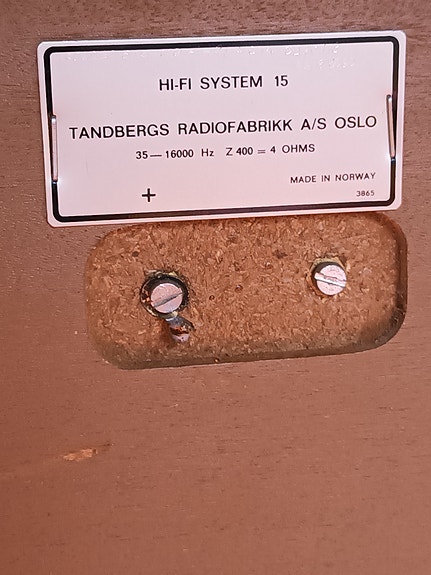 HI-FI SYSTEM 15
TANDBERGS RADIOFABRIKK A/S OSLO
35—16000 Hz Z 400 = 4 OHMS
MADE IN NORWAY
+
3865